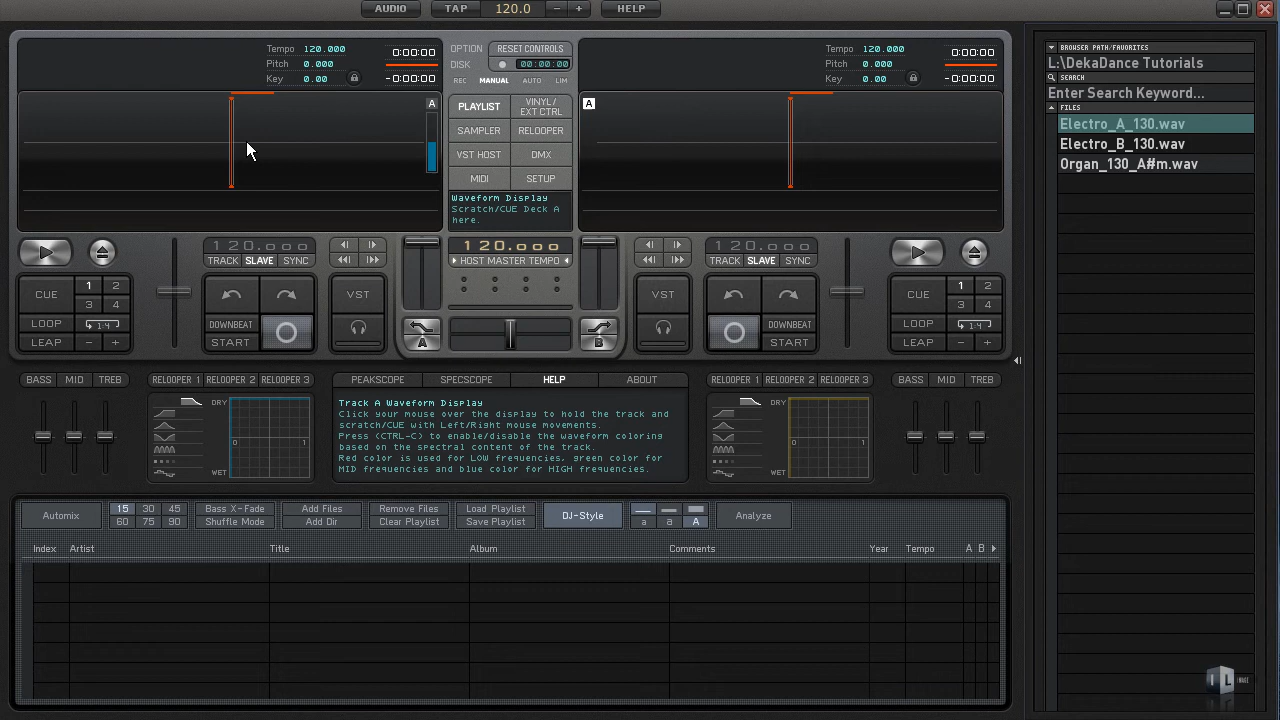 AUDIO TAP 120.0 − + HELP
Tempo 120.000 0:00:00
Pitch 0.000
Key 0.00 -0:00:00
A
OPTION RESET CONTROLS
DISK 00:00:00
REC MANUAL AUTO LIM
PLAYLIST VINYL/ EXT CTRL
SAMPLER RELOOPER
VST HOST DMX
MIDI SETUP
Waveform Display
Scratch/CUE Deck A
here.
Tempo 120.000 0:00:00
Pitch 0.000
Key 0.00 -0:00:00
A
BROWSER PATH/FAVORITES
L:\DekaDance Tutorials
SEARCH
Enter Search Keyword...
FILES
Electro_A_130.wav
Electro_B_130.wav
Organ_130_A#m.wav
120.000
TRACK SLAVE SYNC
CUE 1 2
3 4
LOOP 1:4
LEAP − +
DOWNBEAT
START
VST
A
120.000
HOST MASTER TEMPO
B
VST
120.000
TRACK SLAVE SYNC
DOWNBEAT
START
CUE 1 2
3 4
LOOP 1:4
LEAP − +
BASS MID TREB
RELOOPER 1 RELOOPER 2 RELOOPER 3
DRY
0 1
WET
PEAKSCOPE SPECSCOPE HELP ABOUT
Track A Waveform Display
Click your mouse over the display to hold the track and
scratch/CUE with Left/Right mouse movements.
Press (CTRL-C) to enable/disable the waveform coloring
based on the spectral content of the track.
Red color is used for LOW frequencies, green color for
MID frequencies and blue color for HIGH frequencies.
RELOOPER 1 RELOOPER 2 RELOOPER 3
DRY
0 1
WET
BASS MID TREB
Automix 15 30 45 Bass X-Fade Add Files Remove Files Load Playlist DJ-Style Analyze
60 75 90 Shuffle Mode Add Dir Clear Playlist Save Playlist a a A
Index Artist Title Album Comments Year Tempo A B
IL IMAGE